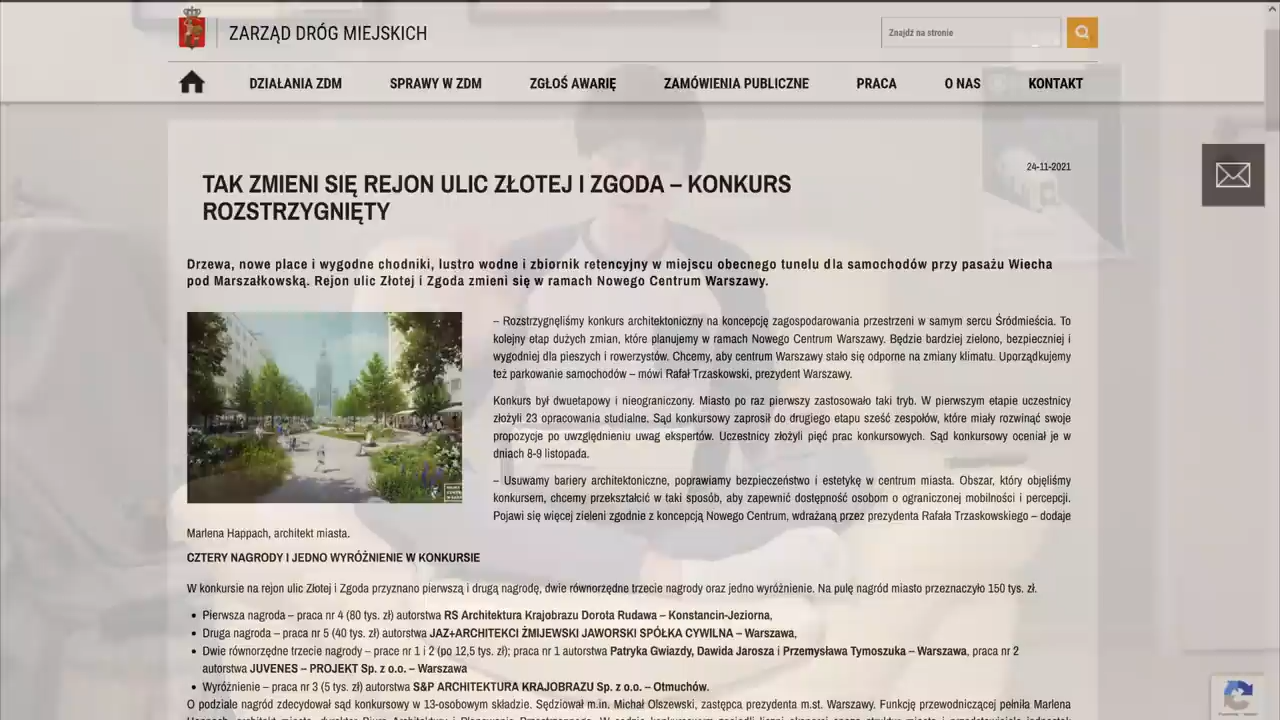 ZARZĄD DRÓG MIEJSKICH
Znajdź na stronie
DZIAŁANIA ZDM SPRAWY W ZDM ZGŁOŚ AWARIĘ ZAMÓWIENIA PUBLICZNE PRACA O NAS KONTAKT
24-11-2021
TAK ZMIENI SIĘ REJON ULIC ZŁOTEJ I ZGODA – KONKURS
ROZSTRZYGNIĘTY
Drzewa, nowe place i wygodne chodniki, lustro wodne i zbiornik retencyjny w miejscu obecnego tunelu dla samochodów przy pasażu Wiecha
pod Marszałkowską. Rejon ulic Złotej i Zgoda zmieni się w ramach Nowego Centrum Warszawy.
– Rozstrzygnęliśmy konkurs architektoniczny na koncepcję zagospodarowania przestrzeni w samym sercu Śródmieścia. To
kolejny etap dużych zmian, które planujemy w ramach Nowego Centrum Warszawy. Będzie bardziej zielono, bezpieczniej i
wygodniej dla pieszych i rowerzystów. Chcemy, aby centrum Warszawy stało się odporne na zmiany klimatu. Uporządkujemy
też parkowanie samochodów – mówi Rafał Trzaskowski, prezydent Warszawy.
Konkurs był dwuetapowy i nieograniczony. Miasto po raz pierwszy zastosowało taki tryb. W pierwszym etapie uczestnicy
złożyli 23 opracowania studialne. Sąd konkursowy zaprosił do drugiego etapu sześć zespołów, które miały rozwinąć swoje
propozycje po uwzględnieniu uwag ekspertów. Uczestnicy złożyli pięć prac konkursowych. Sąd konkursowy oceniał je w
dniach 8-9 listopada.
– Usuwamy bariery architektoniczne, poprawiamy bezpieczeństwo i estetykę w centrum miasta. Obszar, który objęliśmy
konkursem, chcemy przekształcić w taki sposób, aby zapewnić dostępność osobom o ograniczonej mobilności i percepcji.
Pojawi się więcej zieleni zgodnie z koncepcją Nowego Centrum, wdrażaną przez prezydenta Rafała Trzaskowskiego – dodaje
Marlena Happach, architekt miasta.
CZTERY NAGRODY I JEDNO WYRÓŻNIENIE W KONKURSIE
W konkursie na rejon ulic Złotej i Zgoda przyznano pierwszą i drugą nagrodę, dwie równorzędne trzecie nagrody oraz jedno wyróżnienie. Na pulę nagród miasto przeznaczyło 150 tys. zł.
• Pierwsza nagroda – praca nr 4 (80 tys. zł) autorstwa RS Architektura Krajobrazu Dorota Rudawa – Konstancin-Jeziorna,
• Druga nagroda – praca nr 5 (40 tys. zł) autorstwa JAZ+ARCHITEKCI ŻMIJEWSKI JAWORSKI SPÓŁKA CYWILNA – Warszawa,
• Dwie równorzędne trzecie nagrody – prace nr 1 i 2 (po 12,5 tys. zł); praca nr 1 autorstwa Patryka Gwiazdy, Dawida Jarosza i Przemysława Tymoszuka – Warszawa, praca nr 2
autorstwa JUVENES – PROJEKT Sp. z o.o. – Warszawa
• Wyróżnienie – praca nr 3 (5 tys. zł) autorstwa S&P ARCHITEKTURA KRAJOBRAZU Sp. z o.o. – Otmuchów.
O podziale nagród zdecydował sąd konkursowy w 13-osobowym składzie. Sędziował m.in. Michał Olszewski, zastępca prezydenta m.st. Warszawy. Funkcję przewodniczącej pełniła Marlena